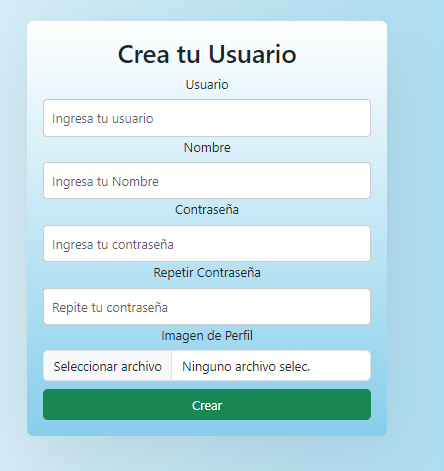 Crea tu Usuario
Usuario
Ingresa tu usuario
Nombre
Ingresa tu Nombre
Contraseña
Ingresa tu contraseña
Repetir Contraseña
Repite tu contraseña
Imagen de Perfil
Seleccionar archivo Ninguno archivo selec.
Crear